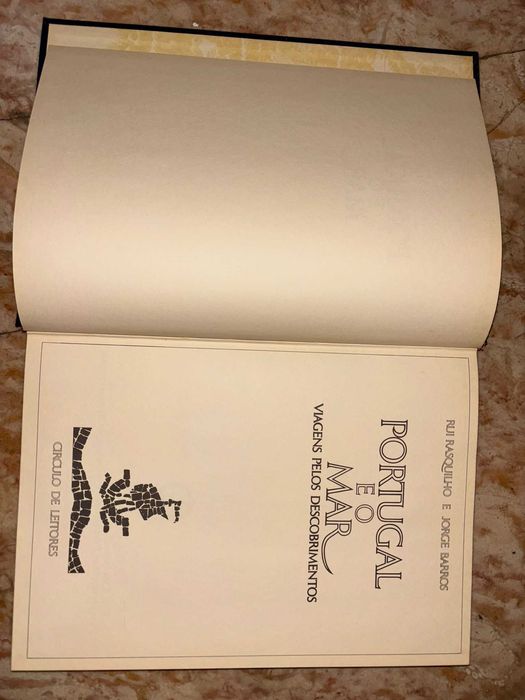 RUI RASQUILHO E JORGE BARROS
PORTUGAL
E O
MAR
VIAGENS PELOS DESCOBRIMENTOS
CIRCULO DE LEITORES